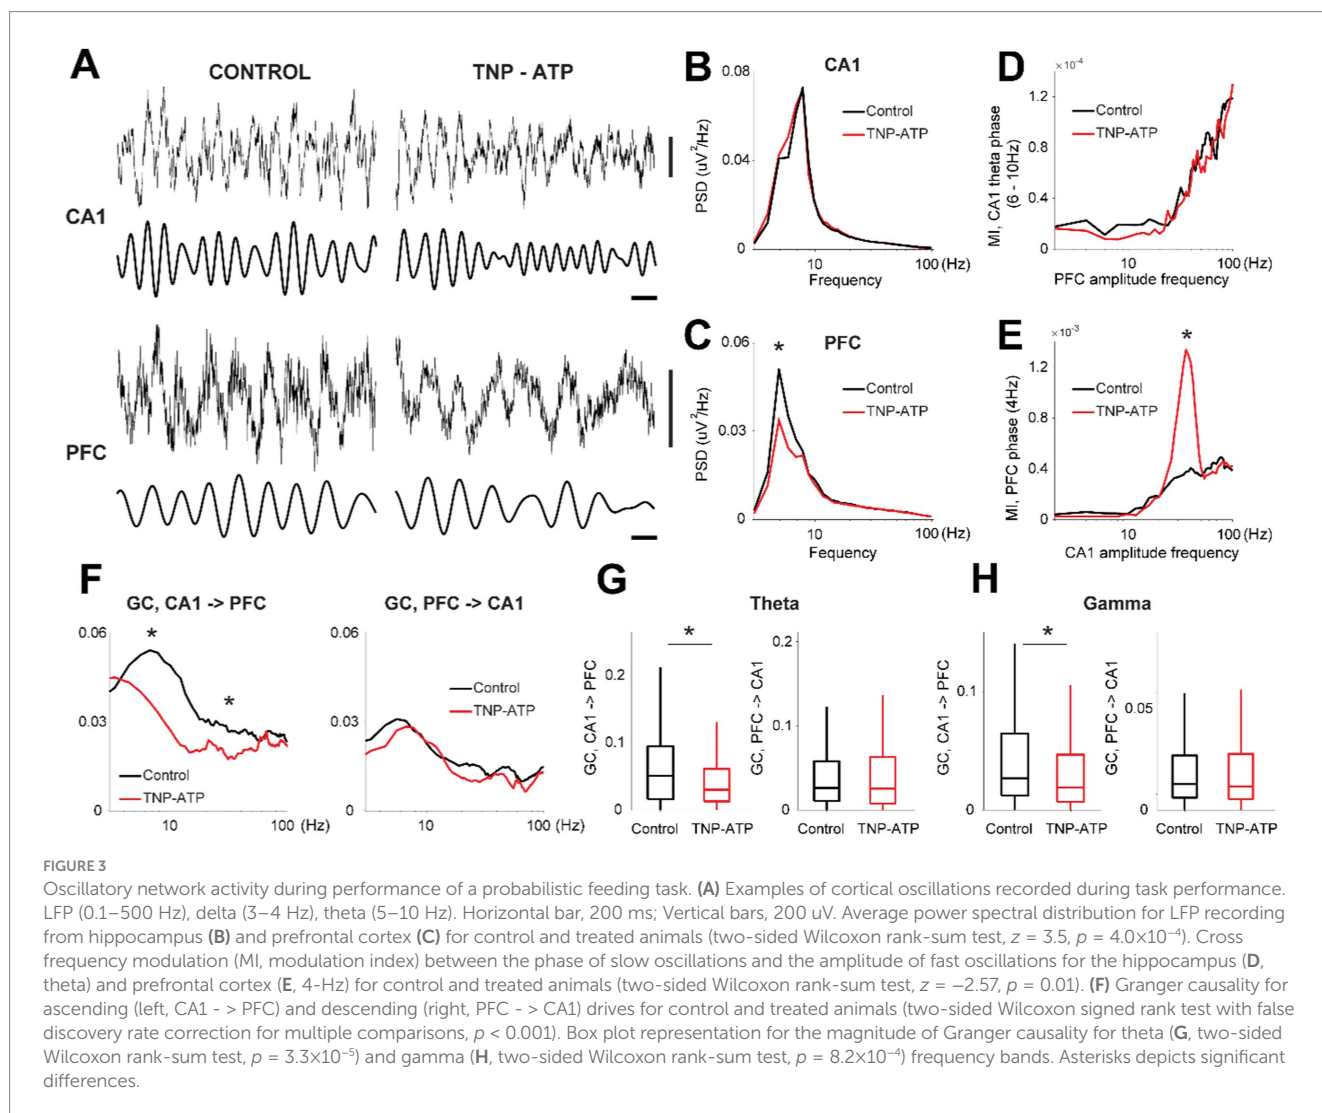 A
CONTROL
TNP - ATP
CA1
PFC
B
CA1
0.08
0.04
0
PSD (uV²/Hz)
Control
TNP-ATP
10
100 (Hz)
Frequency
C
PFC
*
0.06
0.03
0
PSD (uV²/Hz)
Control
TNP-ATP
10
100 (Hz)
Fequency
D
×10⁻⁴
1.2
0.8
0.4
0
MI, CA1 theta phase
(6 - 10Hz)
Control
TNP-ATP
10
100 (Hz)
PFC amplitude frequency
E
×10⁻³
*
1.2
0.8
0.4
0
MI, PFC phase (4Hz)
Control
TNP-ATP
10
100 (Hz)
CA1 amplitude frequency
F
GC, CA1 -> PFC
0.06
0.03
0
*
*
Control
TNP-ATP
10
100 (Hz)
GC, PFC -> CA1
0.06
0.03
0
Control
TNP-ATP
10
100 (Hz)
G
Theta
GC, CA1 -> PFC
0.2
0.1
0
*
Control TNP-ATP
GC, PFC -> CA1
0.2
0.1
0
Control TNP-ATP
H
Gamma
GC, CA1 -> PFC
0.1
0
*
Control TNP-ATP
GC, PFC -> CA1
0.05
0
Control TNP-ATP
FIGURE 3
Oscillatory network activity during performance of a probabilistic feeding task. (A) Examples of cortical oscillations recorded during task performance.
LFP (0.1–500 Hz), delta (3–4 Hz), theta (5–10 Hz). Horizontal bar, 200 ms; Vertical bars, 200 uV. Average power spectral distribution for LFP recording
from hippocampus (B) and prefrontal cortex (C) for control and treated animals (two-sided Wilcoxon rank-sum test, z = 3.5, p = 4.0×10⁻⁴). Cross
frequency modulation (MI, modulation index) between the phase of slow oscillations and the amplitude of fast oscillations for the hippocampus (D,
theta) and prefrontal cortex (E, 4-Hz) for control and treated animals (two-sided Wilcoxon rank-sum test, z = −2.57, p = 0.01). (F) Granger causality for
ascending (left, CA1 - > PFC) and descending (right, PFC - > CA1) drives for control and treated animals (two-sided Wilcoxon signed rank test with false
discovery rate correction for multiple comparisons, p < 0.001). Box plot representation for the magnitude of Granger causality for theta (G, two-sided
Wilcoxon rank-sum test, p = 3.3×10⁻⁵) and gamma (H, two-sided Wilcoxon rank-sum test, p = 8.2×10⁻⁴) frequency bands. Asterisks depicts significant
differences.